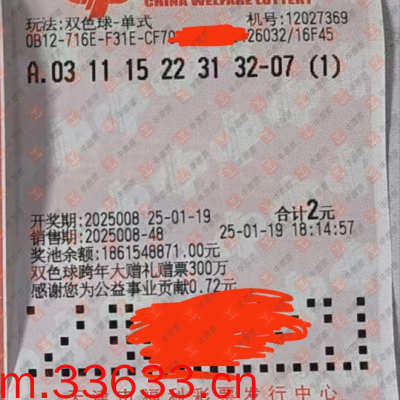 CHINA WELFARE LOTTERY
玩法:双色球-单式 机号:12027369
0B12-716E-F31E-CF70 26032/16F45
A.03 11 15 22 31 32-07 (1)
开奖期:2025008 25-01-19 合计2元
销售期:2025008-48 25-01-19 18:14:57
奖池余额:1861548871.00元
双色球跨年大赠礼赠票300万
感谢您为公益事业贡献0.72元
m.33633.cn
发行中心